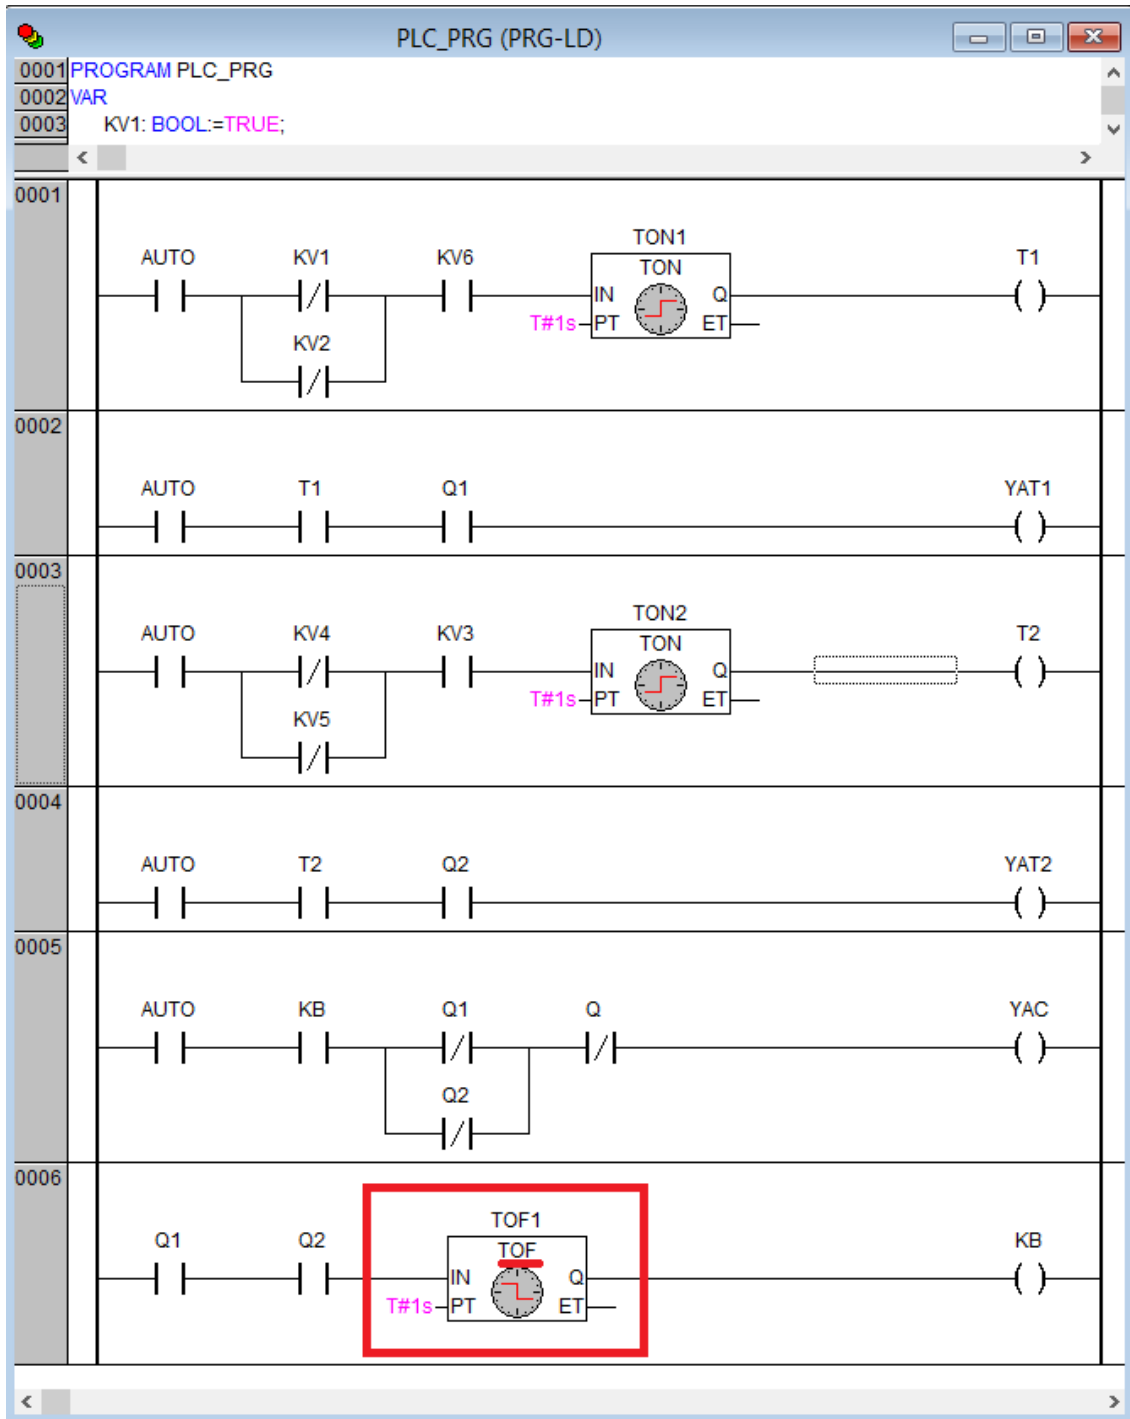 PLC_PRG (PRG-LD)
0001 PROGRAM PLC_PRG
0002 VAR
0003 KV1: BOOL:=TRUE;
0001
TON1
AUTO KV1 KV6 TON T1
IN Q
T#1s PT ET
KV2
0002
AUTO T1 Q1 YAT1
0003
TON2
AUTO KV4 KV3 TON T2
IN Q
T#1s PT ET
KV5
0004
AUTO T2 Q2 YAT2
0005
AUTO KB Q1 Q YAC
Q2
0006
TOF1
Q1 Q2 TOF KB
IN Q
T#1s PT ET